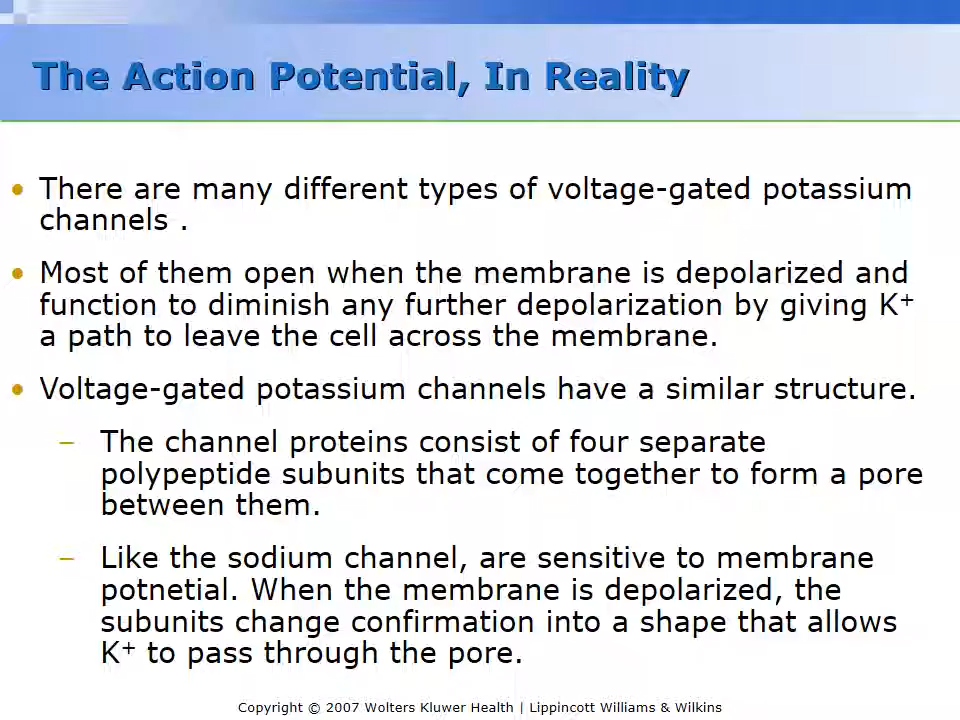 The Action Potential, In Reality
• There are many different types of voltage-gated potassium
channels .
• Most of them open when the membrane is depolarized and
function to diminish any further depolarization by giving K⁺
a path to leave the cell across the membrane.
• Voltage-gated potassium channels have a similar structure.
– The channel proteins consist of four separate
polypeptide subunits that come together to form a pore
between them.
– Like the sodium channel, are sensitive to membrane
potnetial. When the membrane is depolarized, the
subunits change confirmation into a shape that allows
K⁺ to pass through the pore.
Copyright © 2007 Wolters Kluwer Health | Lippincott Williams & Wilkins